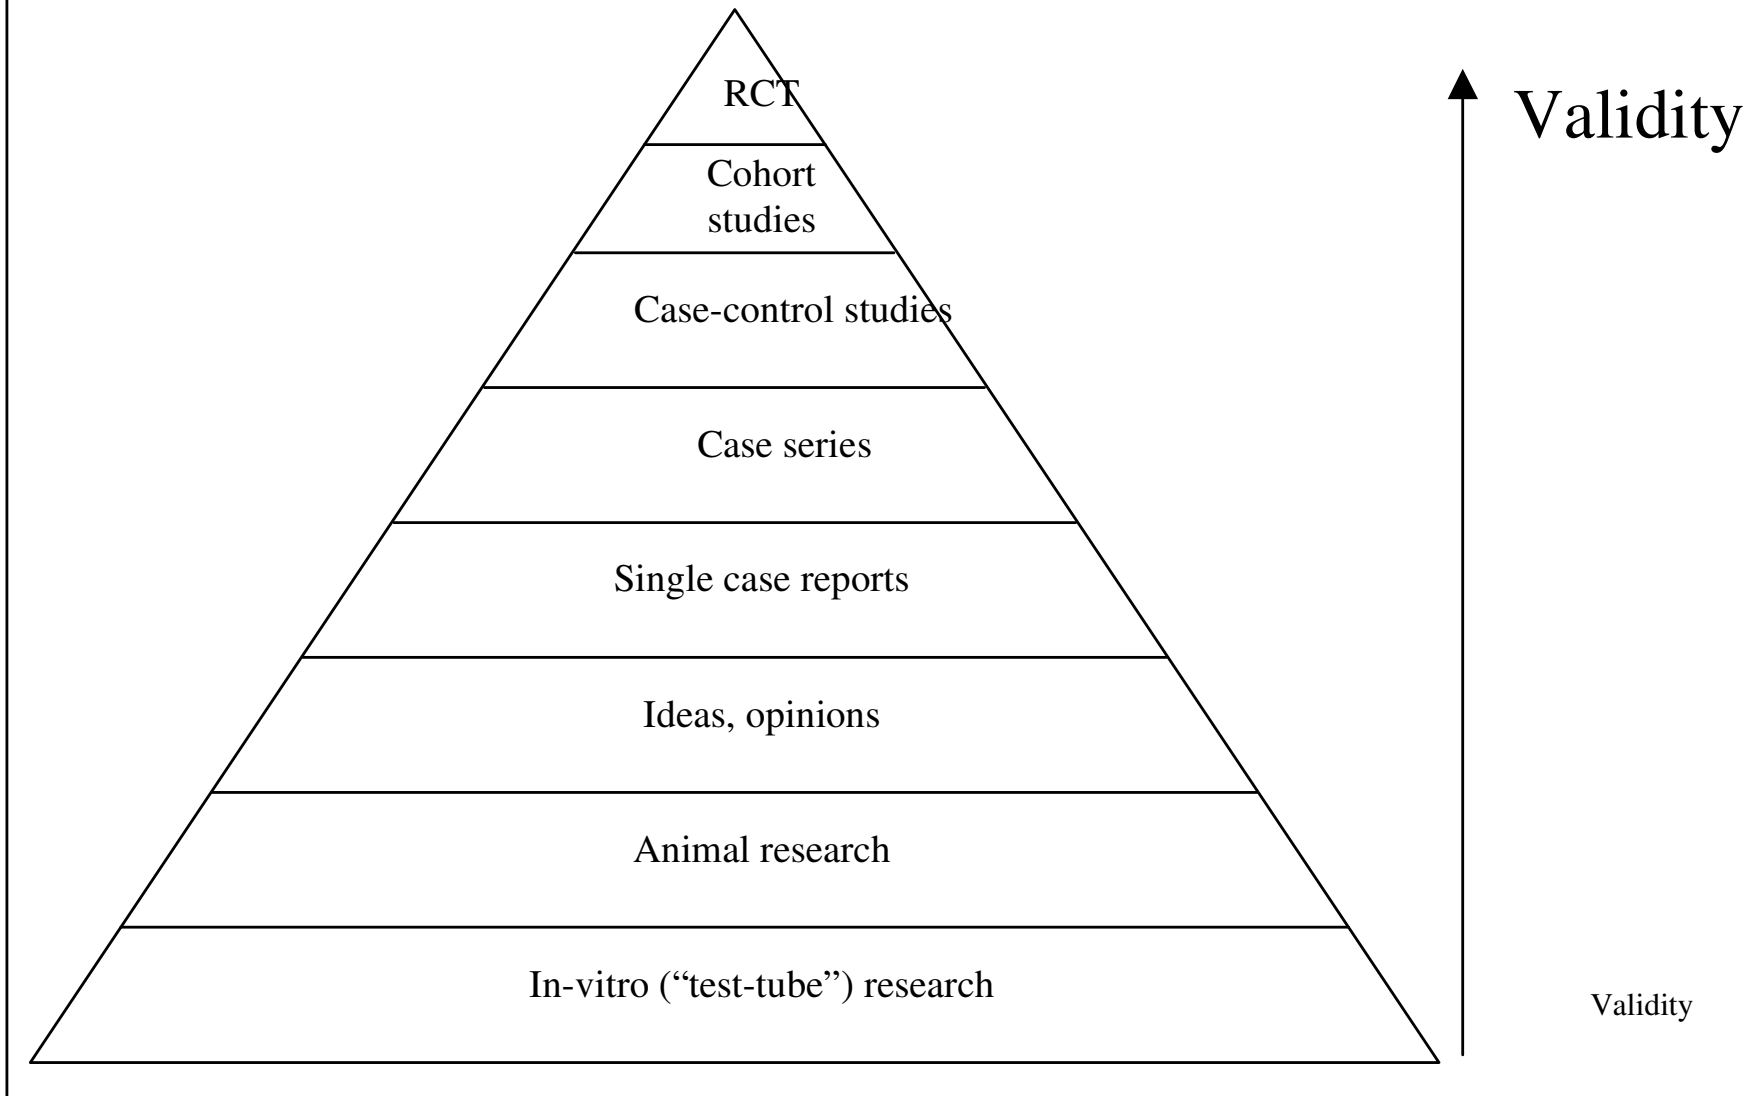 RCT
Validity
Cohort
studies
Case-control studies
Case series
Single case reports
Ideas, opinions
Animal research
In-vitro (“test-tube”) research
Validity